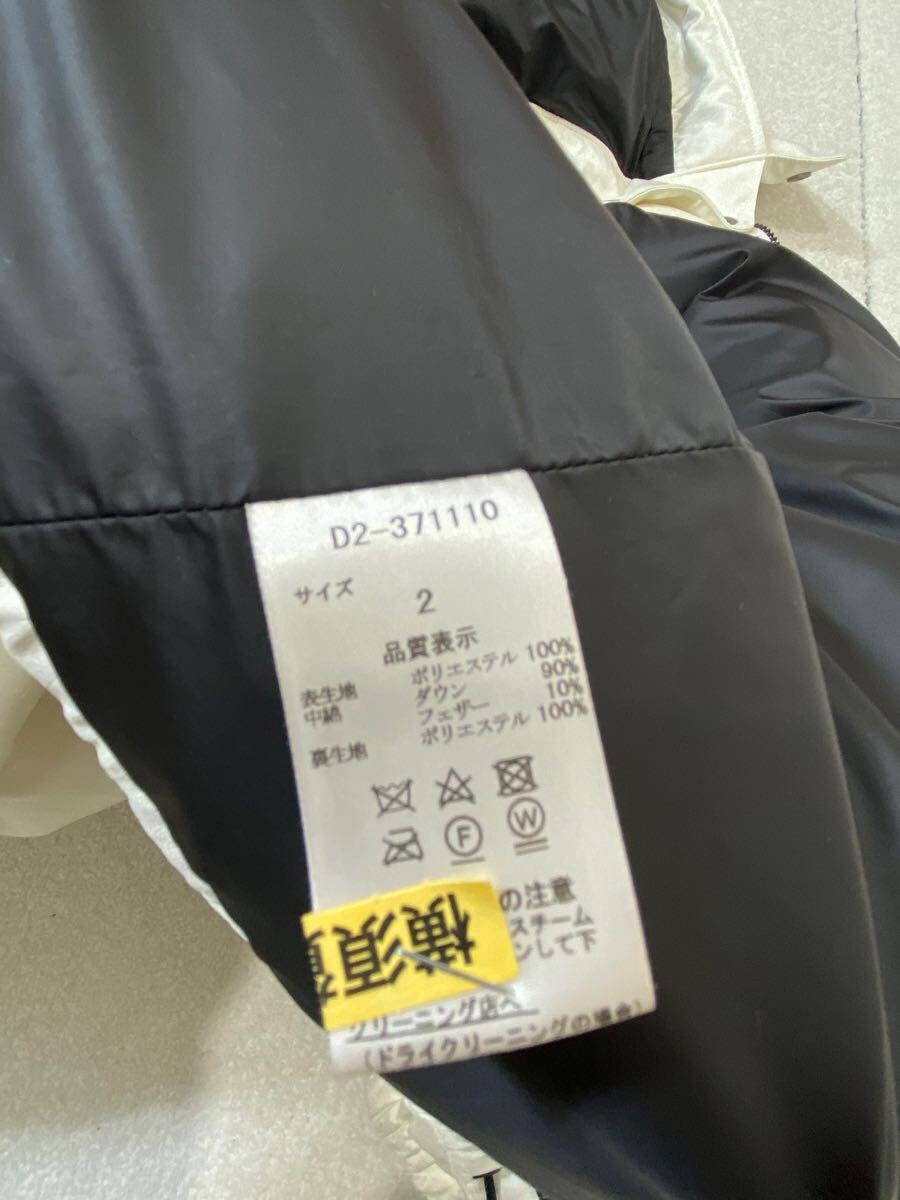 D2-371110
サイズ
2
品質表示
表生地 ポリエステル 100%
中綿 ダウン 90%
フェザー 10%
裏生地 ポリエステル 100%
F
W
の注意
スチーム
ンして下
横須
クリーニング店へ
(ドライクリーニングの場合)